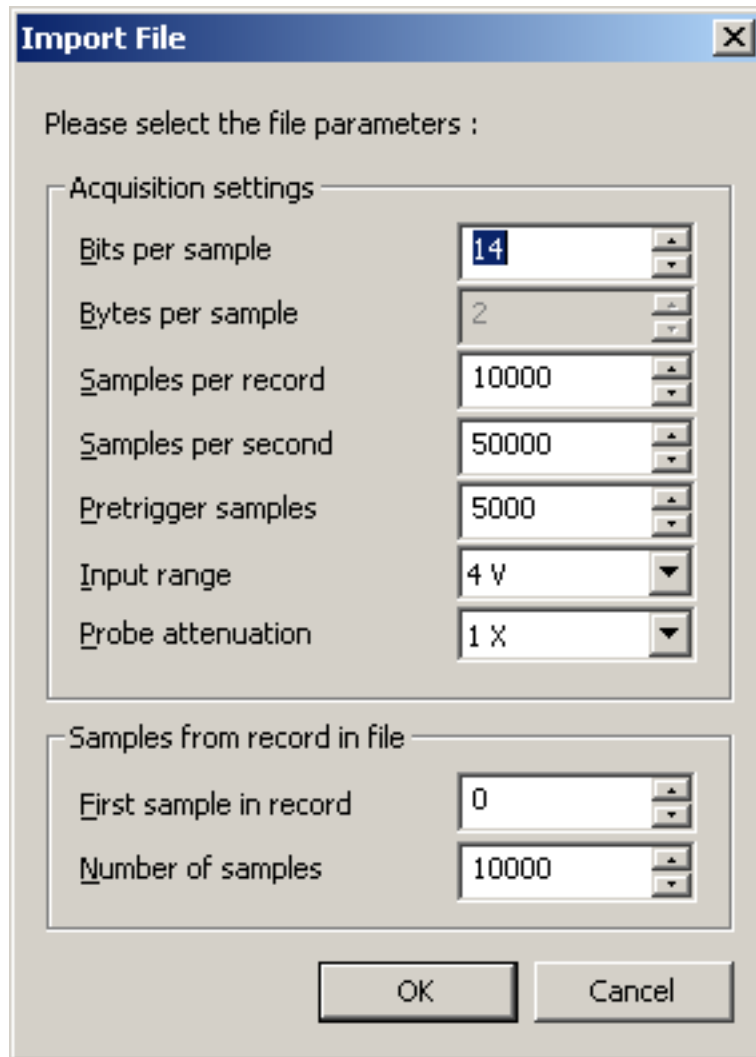 Import File
Please select the file parameters :
Acquisition settings
Bits per sample 14
Bytes per sample 2
Samples per record 10000
Samples per second 50000
Pretrigger samples 5000
Input range 4 V
Probe attenuation 1 X
Samples from record in file
First sample in record 0
Number of samples 10000
OK Cancel